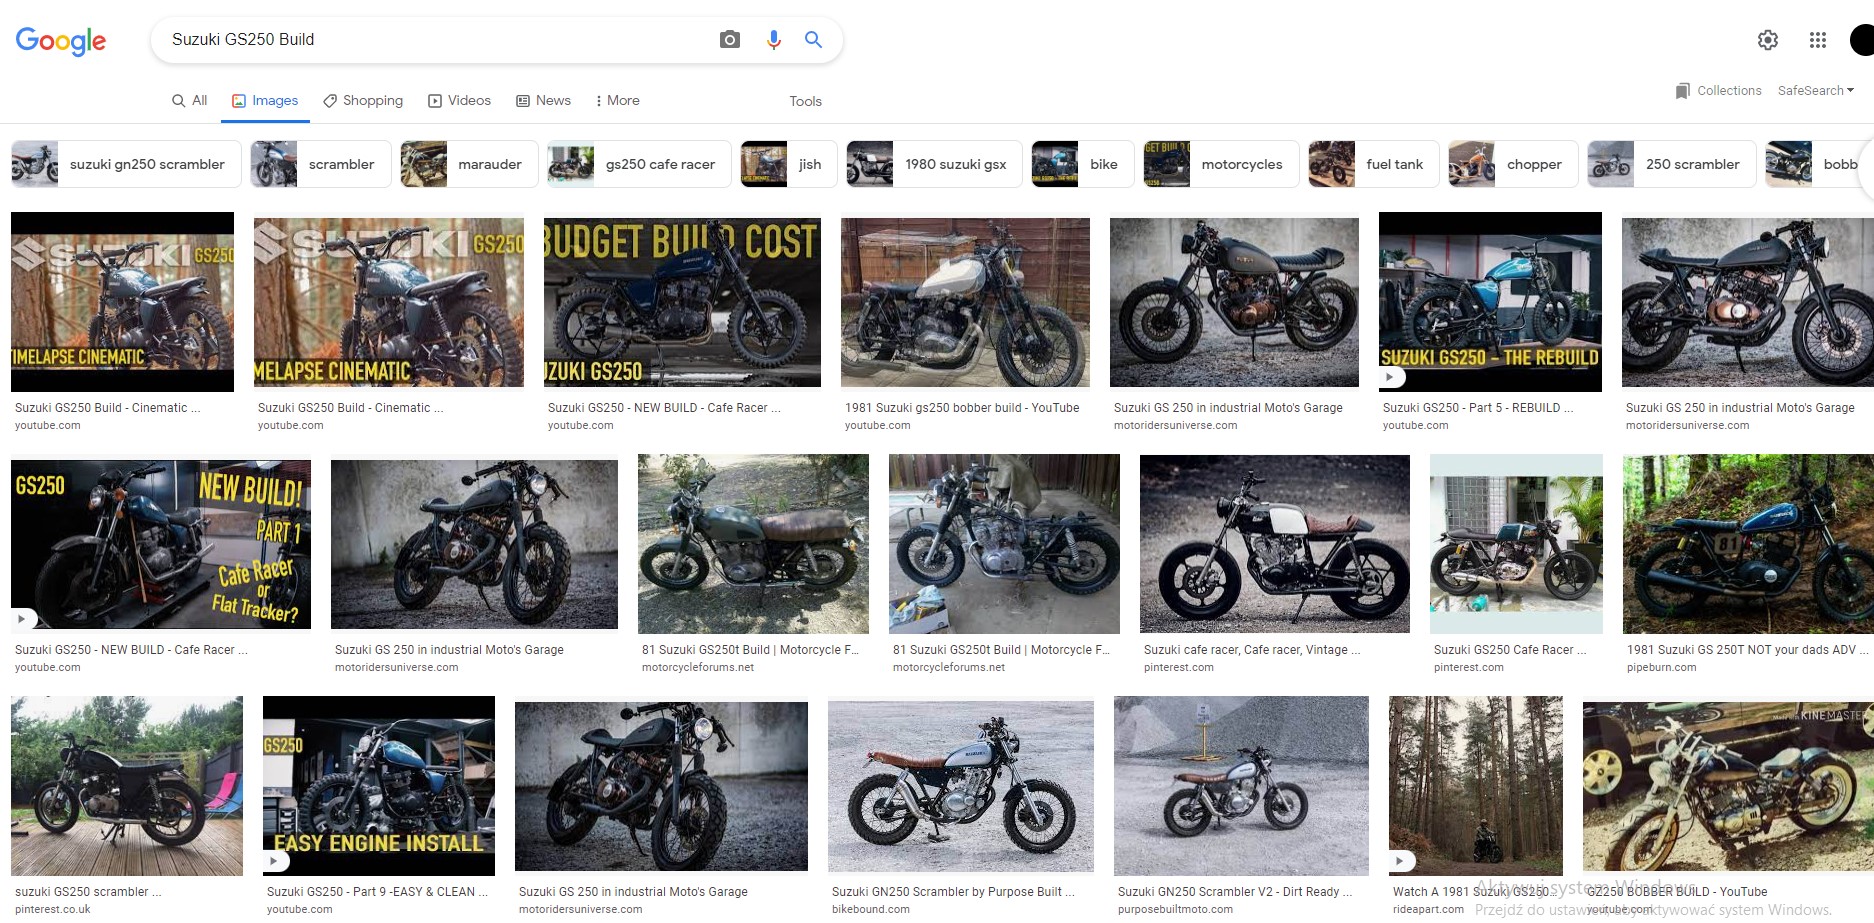 Google
Suzuki GS250 Build
All
Images
Shopping
Videos
News
More
Tools
Collections
SafeSearch
suzuki gn250 scrambler
scrambler
marauder
gs250 cafe racer
jish
1980 suzuki gsx
bike
motorcycles
fuel tank
chopper
250 scrambler
bobb
SUZUKI GS250
TIMELAPSE CINEMATIC
SUZUKI GS250
MELAPSE CINEMATIC
BUDGET BUILD COST
UZUKI GS250
SUZUKI GS250 - THE REBUILD
Suzuki GS250 Build - Cinematic ...
youtube.com
Suzuki GS250 Build - Cinematic ...
youtube.com
Suzuki GS250 - NEW BUILD - Cafe Racer ...
youtube.com
1981 Suzuki gs250 bobber build - YouTube
youtube.com
Suzuki GS 250 in industrial Moto's Garage
motoridersuniverse.com
Suzuki GS250 - Part 5 - REBUILD ...
youtube.com
Suzuki GS 250 in industrial Moto's Garage
motoridersuniverse.com
GS250
NEW BUILD!
PART 1
Cafe Racer
or
Flat Tracker?
81
Suzuki GS250 - NEW BUILD - Cafe Racer ...
youtube.com
Suzuki GS 250 in industrial Moto's Garage
motoridersuniverse.com
81 Suzuki GS250t Build | Motorcycle F...
motorcycleforums.net
81 Suzuki GS250t Build | Motorcycle F...
motorcycleforums.net
Suzuki cafe racer, Cafe racer, Vintage ...
pinterest.com
Suzuki GS250 Cafe Racer ...
pinterest.com
1981 Suzuki GS 250T NOT your dads ADV ...
pipeburn.com
GS250
EASY ENGINE INSTALL
KINEMASTER
suzuki GS250 scrambler ...
pinterest.co.uk
Suzuki GS250 - Part 9 -EASY & CLEAN ...
youtube.com
Suzuki GS 250 in industrial Moto's Garage
motoridersuniverse.com
Suzuki GN250 Scrambler by Purpose Built ...
bikebound.com
Suzuki GN250 Scrambler V2 - Dirt Ready ...
purposebuiltmoto.com
Watch A 1981 Suzuki GS250...
rideapart.com
GZ250 BOBBER BUILD - YouTube
youtube.com
Aktywuj system Windows
Przejdź do ustawień, aby aktywować system Windows.